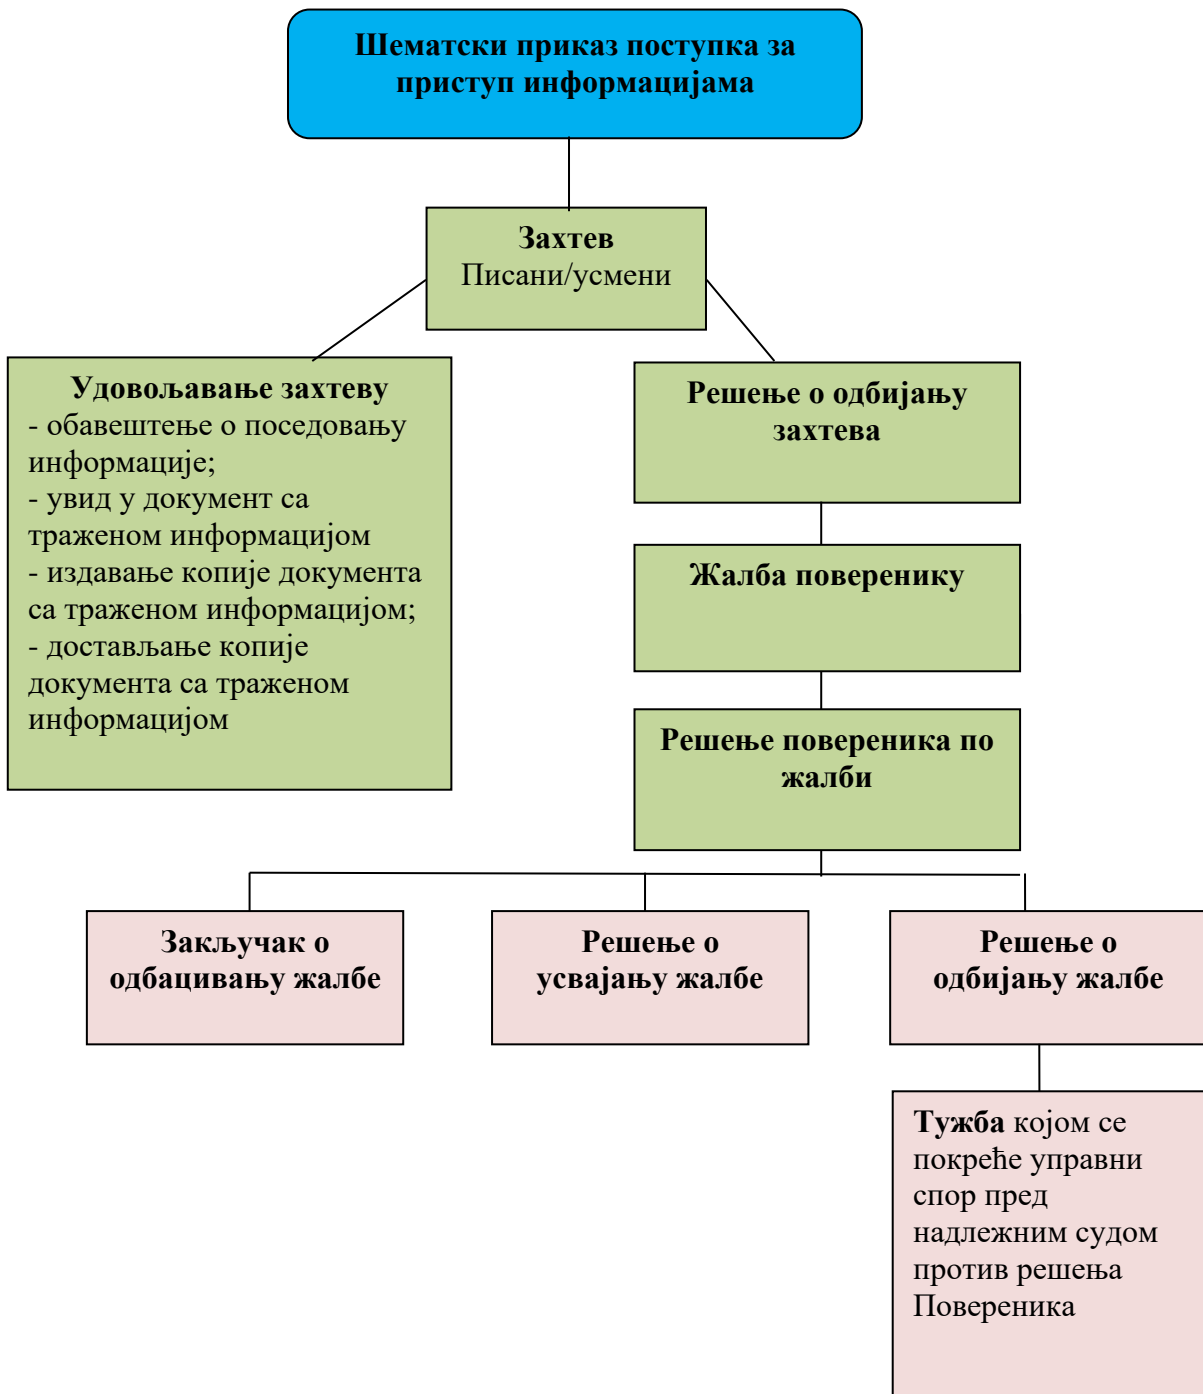 Шематски приказ поступка за
приступ информацијама
Захтев
Писани/усмени
Удовољавање захтеву
- обавештење о поседовању
информације;
- увид у документ са
траженом информацијом
- издавање копије документа
са траженом информацијом;
- достављање копије
документа са траженом
информацијом
Решење о одбијању
захтева
Жалба поверенику
Решење повереника по
жалби
Закључак о
одбацивању жалбе
Решење о
усвајању жалбе
Решење о
одбијању жалбе
Тужба којом се
покреће управни
спор пред
надлежним судом
против решења
Повереника